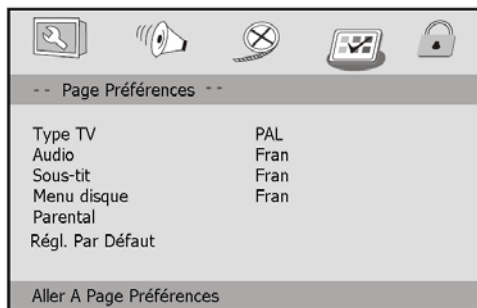 -- Page Préférences --
Type TV PAL
Audio Fran
Sous-tit Fran
Menu disque Fran
Parental
Régl. Par Défaut
Aller A Page Préférences